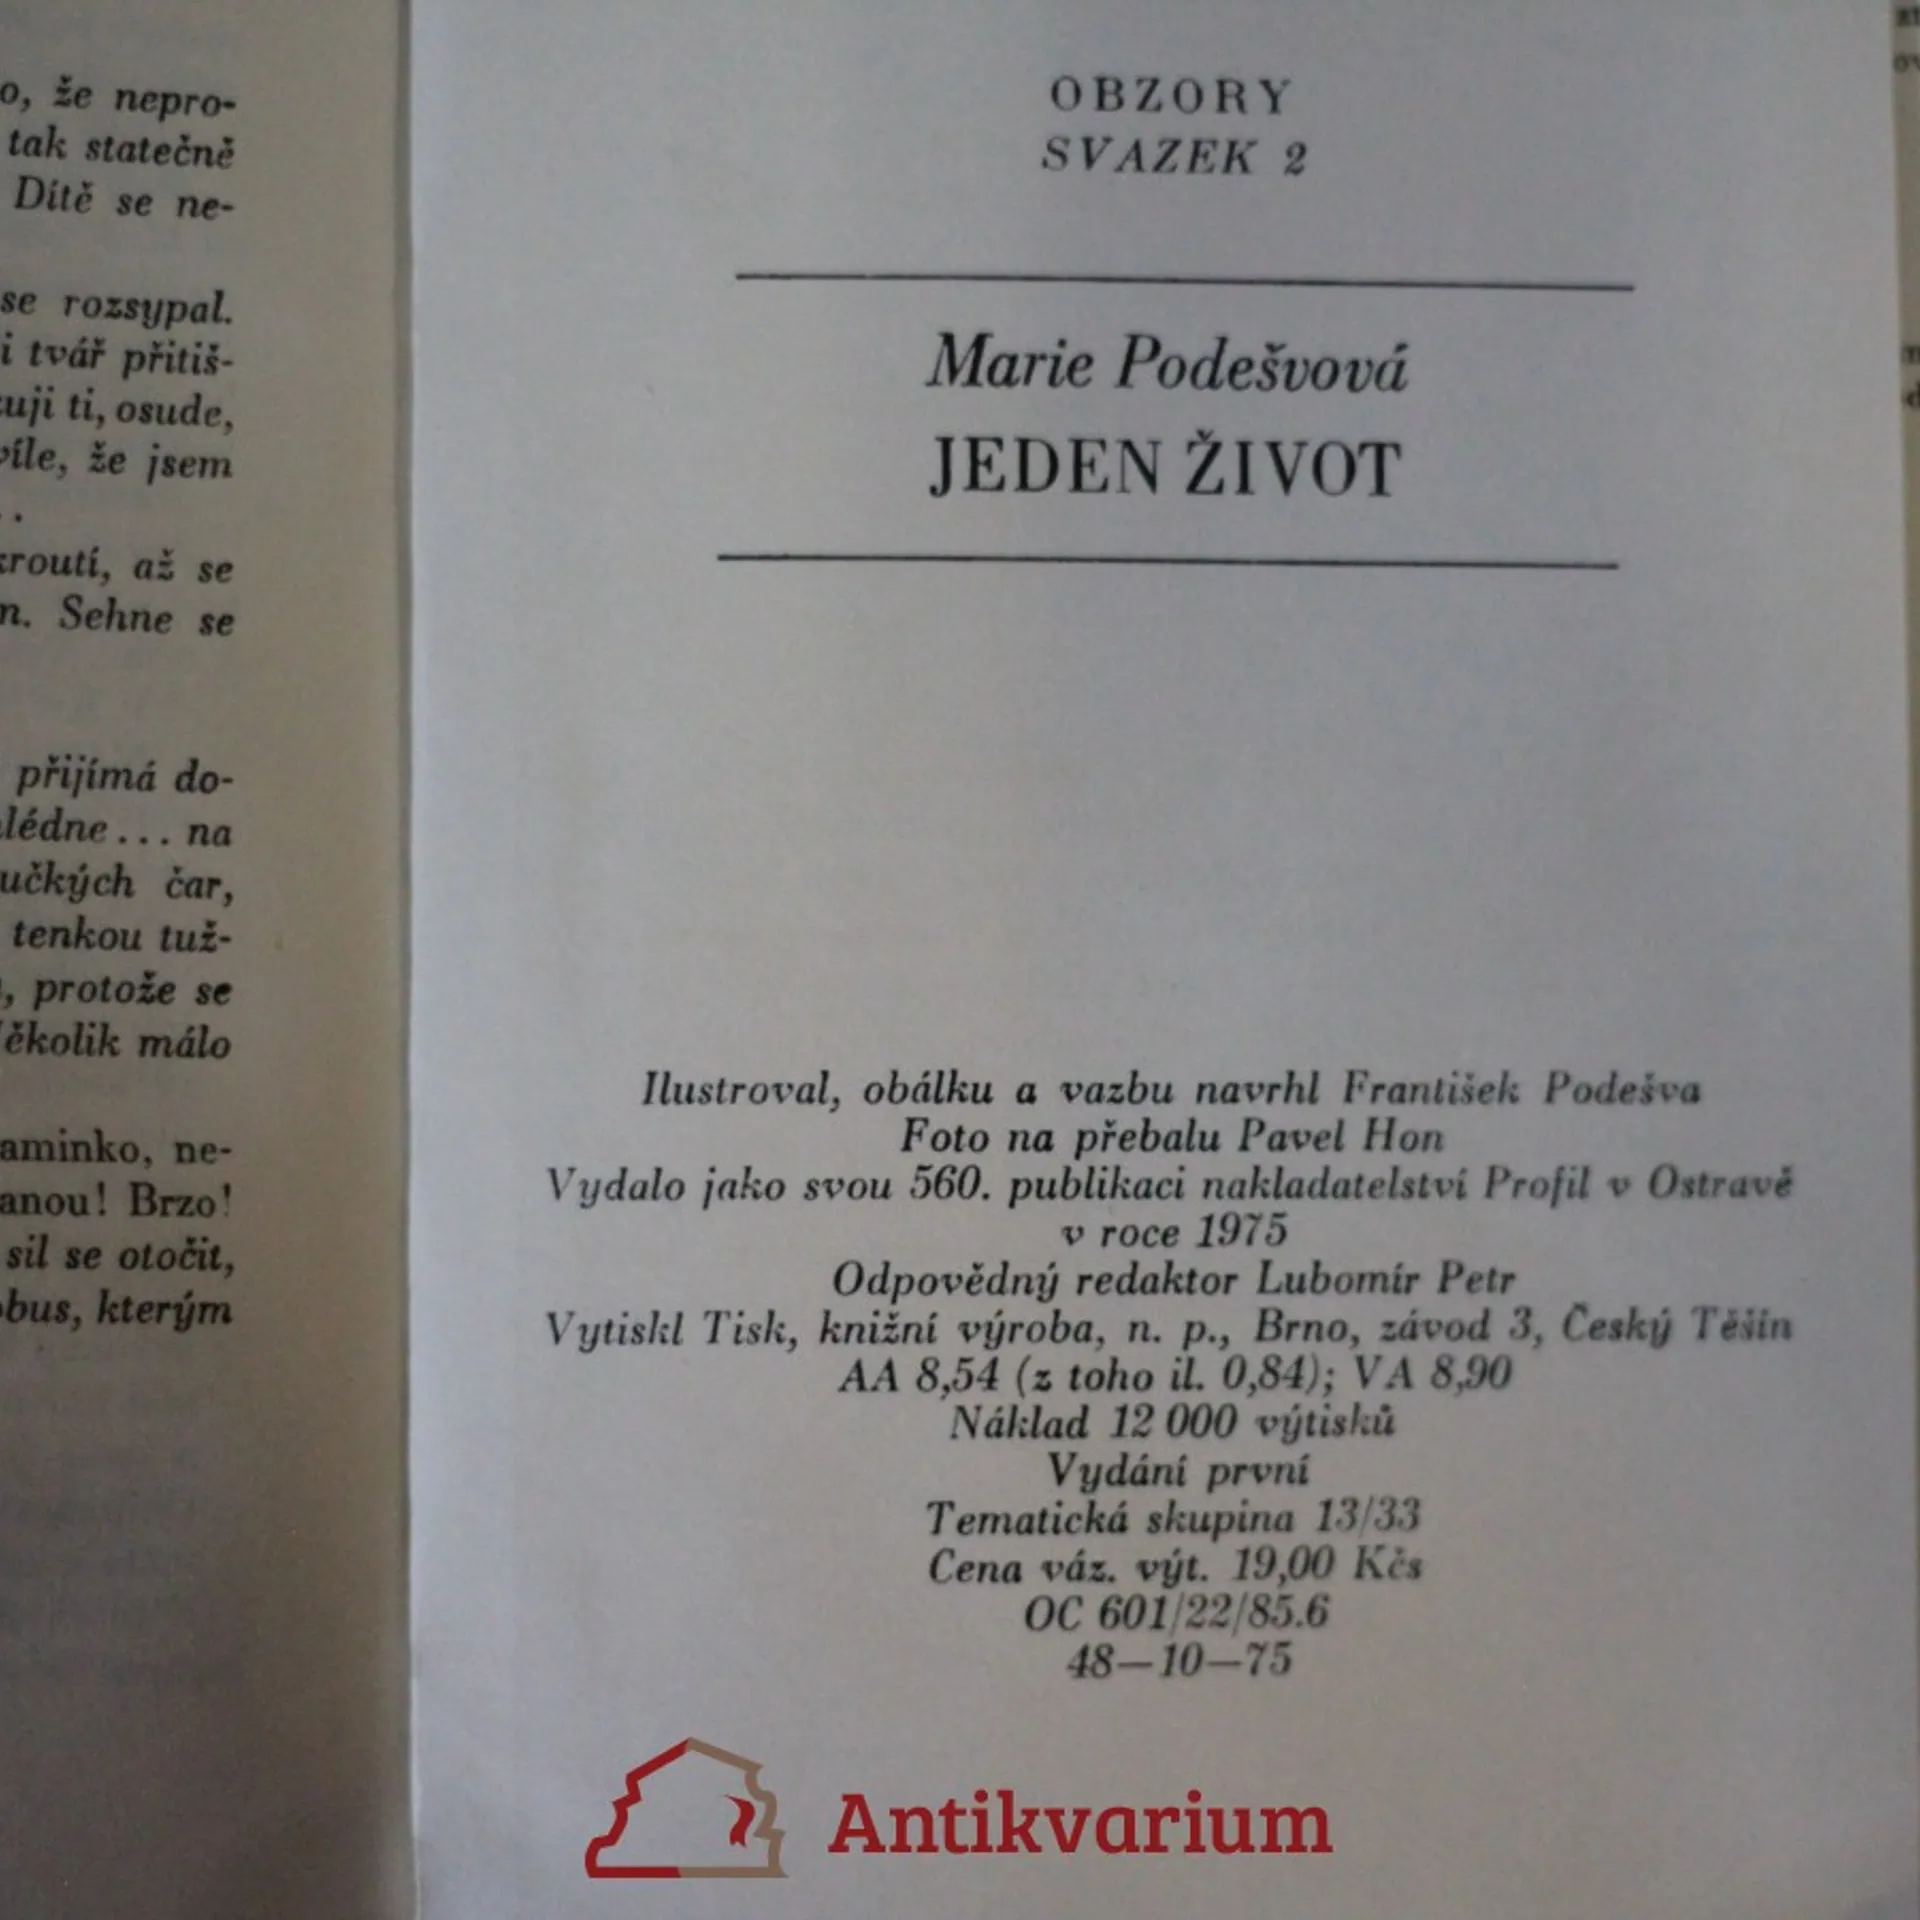 o, že nepro-
tak statečně
Dítě se ne-
se rozsypal.
i tvář přitiš-
uji ti, osude,
víle, že jsem
..
kroutí, až se
n. Sehne se
přijímá do-
lédne... na
učkých čar,
tenkou tuž-
, protože se
ěkolik málo
aminko, ne-
anou! Brzo!
sil se otočit,
obus, kterým
OBZORY
SVAZEK 2
Marie Podešvová
JEDEN ŽIVOT
Ilustroval, obálku a vazbu navrhl František Podešva
Foto na přebalu Pavel Hon
Vydalo jako svou 560. publikaci nakladatelství Profil v Ostravě
v roce 1975
Odpovědný redaktor Lubomír Petr
Vytiskl Tisk, knižní výroba, n. p., Brno, závod 3, Český Těšín
AA 8,54 (z toho il. 0,84); VA 8,90
Náklad 12 000 výtisků
Vydání první
Tematická skupina 13/33
Cena váz. výt. 19,00 Kčs
OC 601/22/85.6
48—10—75
Antikvarium